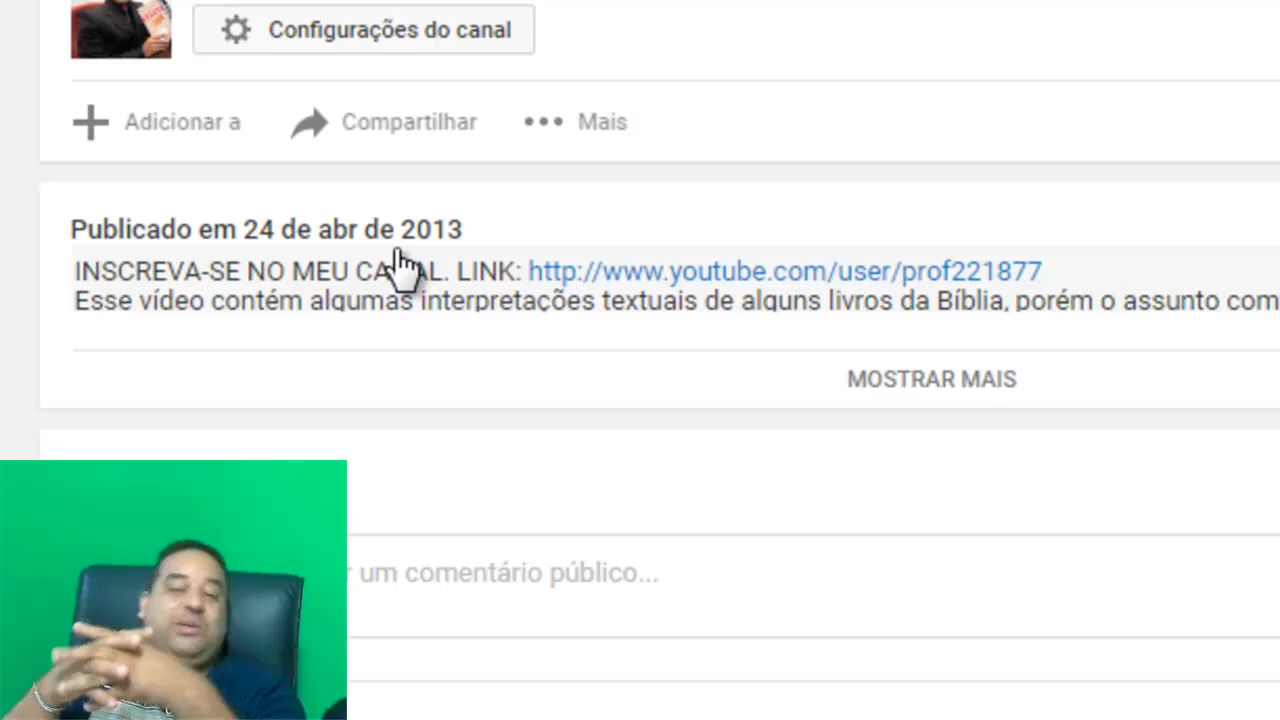 Configurações do canal
Adicionar a
Compartilhar
Mais
Publicado em 24 de abr de 2013
INSCREVA-SE NO MEU CANAL. LINK: http://www.youtube.com/user/prof221877
Esse vídeo contém algumas interpretações textuais de alguns livros da Bíblia, porém o assunto com
MOSTRAR MAIS
um comentário público...